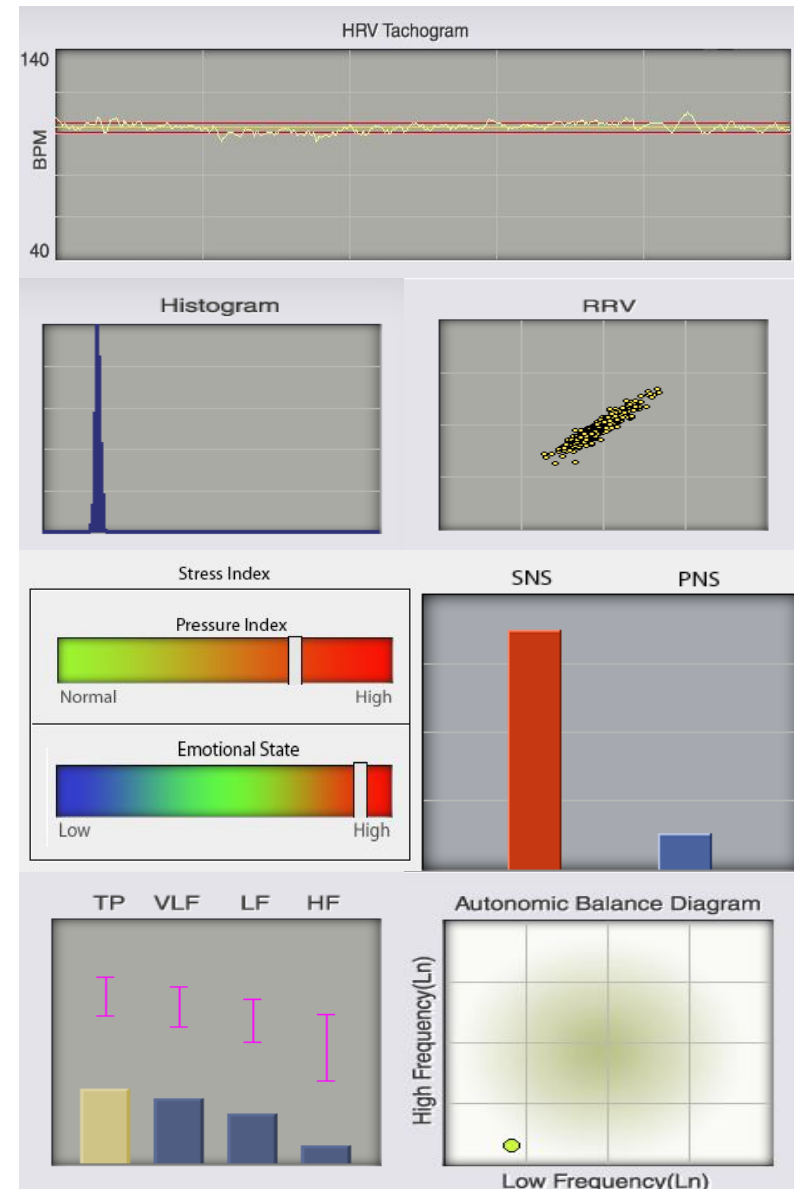 HRV Tachogram
140
BPM
40
Histogram
RRV
Stress Index
Pressure Index
Normal High
Emotional State
Low High
SNS PNS
TP VLF LF HF
Autonomic Balance Diagram
High Frequency(Ln)
Low Frequency(Ln)